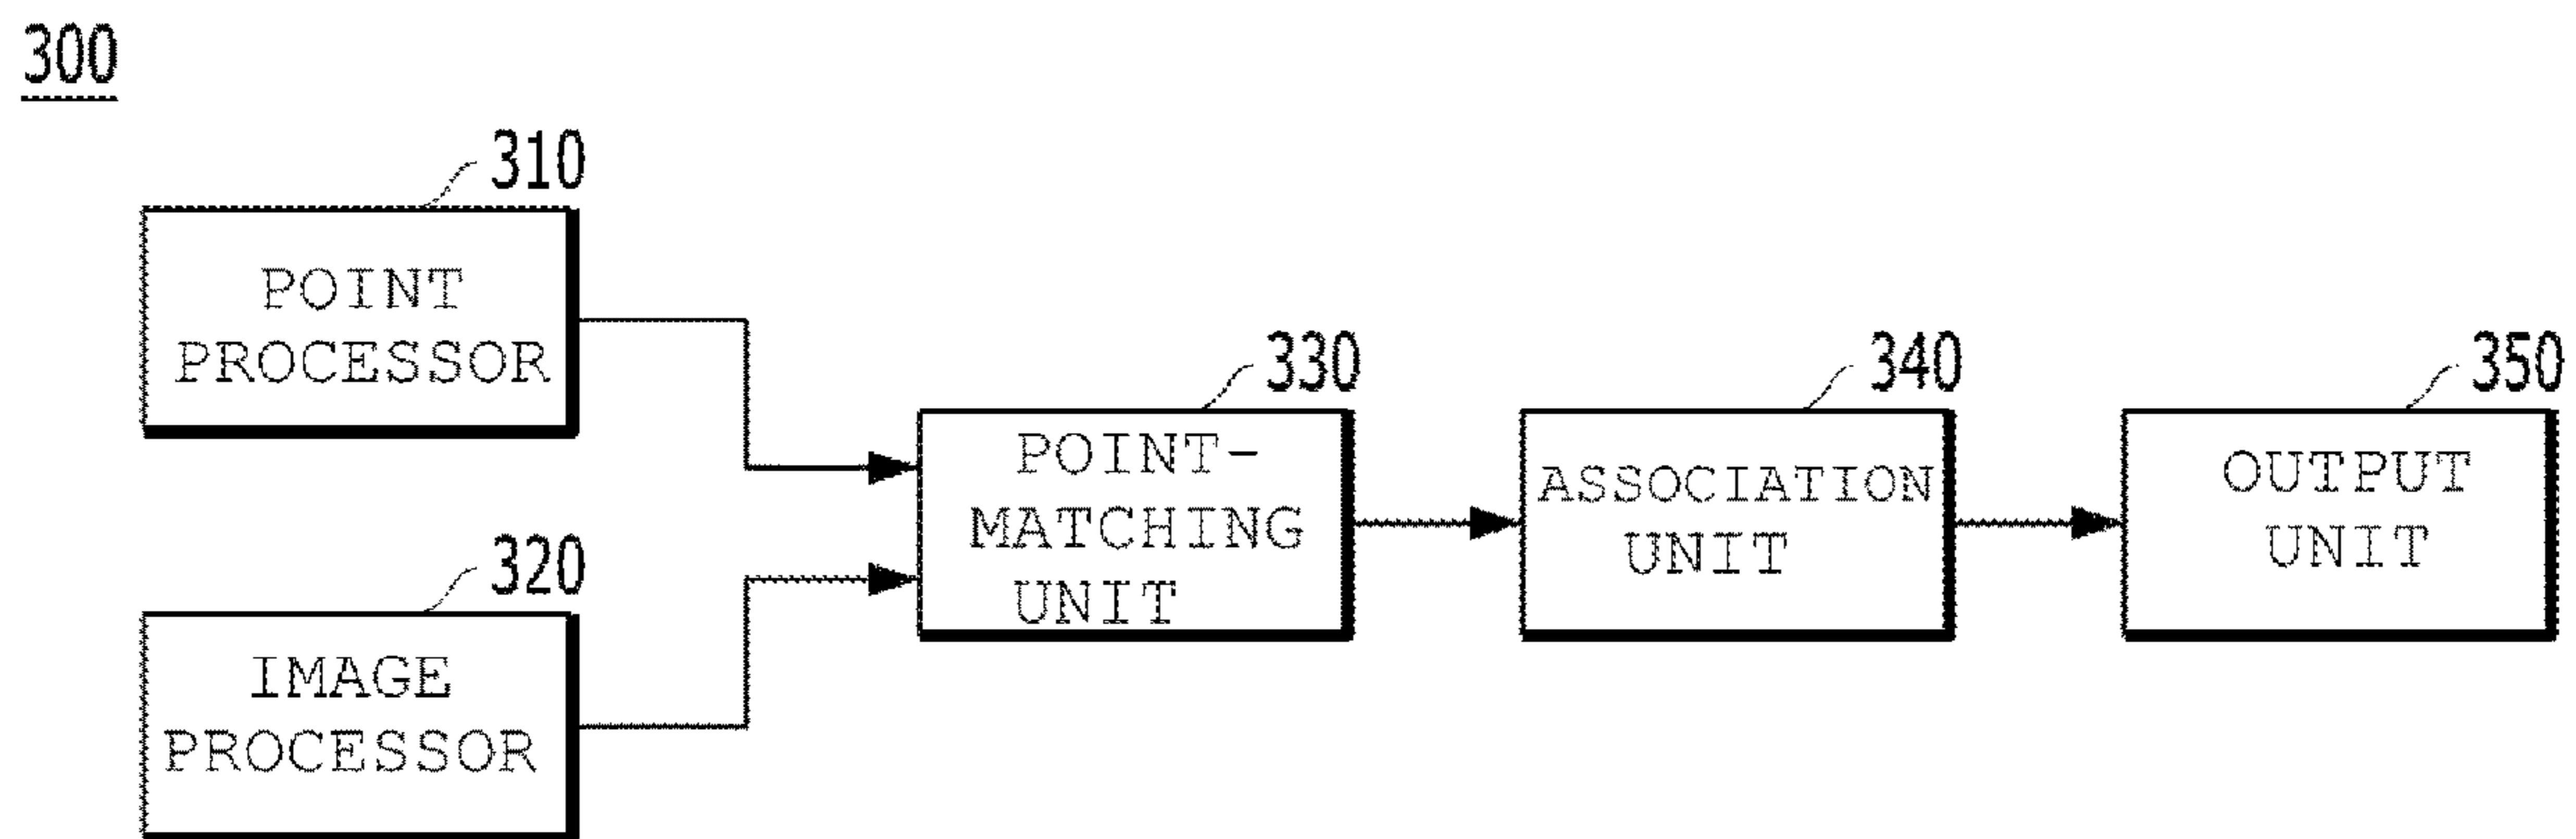 300
310
POINT
PROCESSOR
320
IMAGE
PROCESSOR
330
POINT-
MATCHING
UNIT
340
ASSOCIATION
UNIT
350
OUTPUT
UNIT